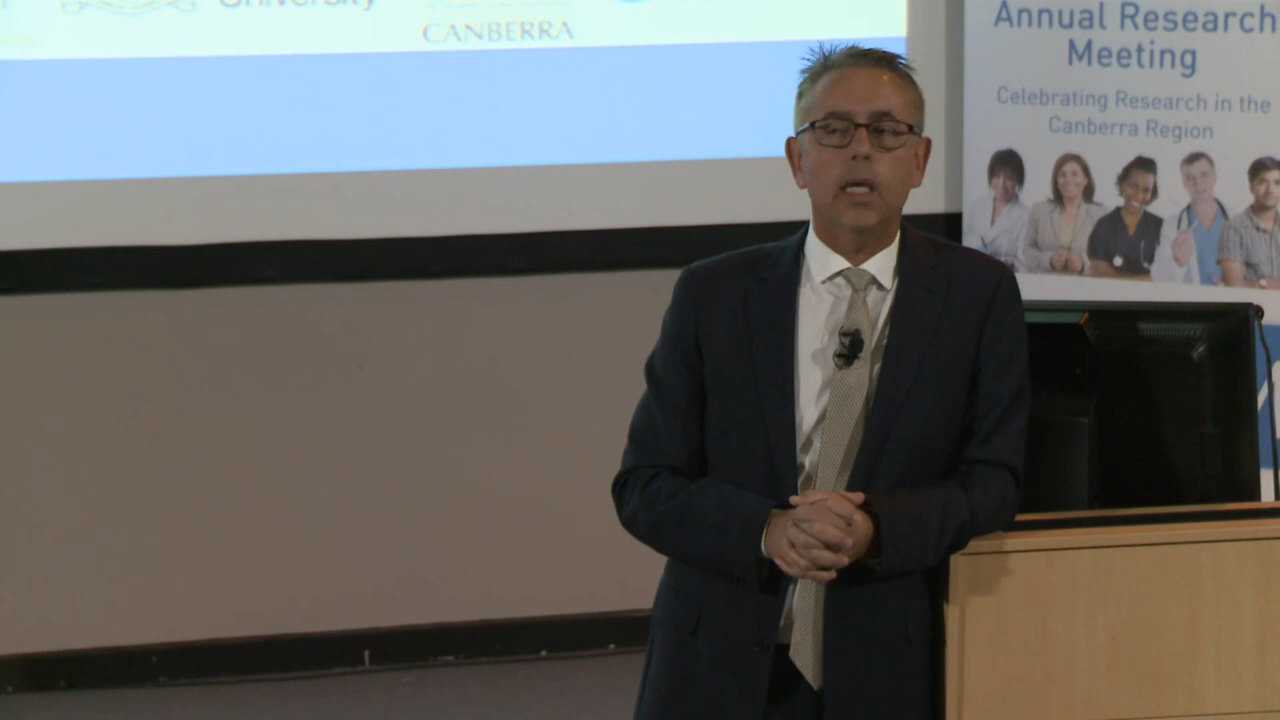 University
CANBERRA
Annual Research
Meeting
Celebrating Research in the
Canberra Region